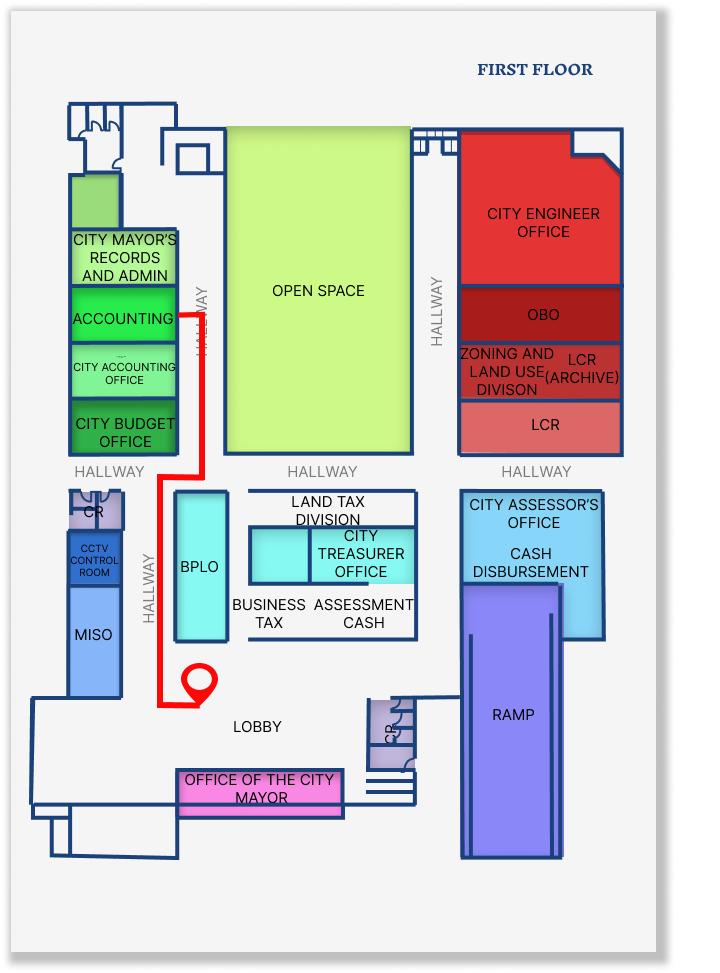 FIRST FLOOR
CITY MAYOR'S
RECORDS
AND ADMIN
ACCOUNTING
CITY ACCOUNTING
OFFICE
CITY BUDGET
OFFICE
HALLWAY
OPEN SPACE
HALLWAY
CITY ENGINEER
OFFICE
OBO
ZONING AND
LAND USE
DIVISON
LCR
(ARCHIVE)
LCR
HALLWAY
HALLWAY
HALLWAY
CR
CCTV
CONTROL
ROOM
MISO
HALLWAY
BPLO
LAND TAX
DIVISION
CITY
TREASURER
OFFICE
BUSINESS
TAX
ASSESSMENT
CASH
CITY ASSESSOR'S
OFFICE
CASH
DISBURSEMENT
RAMP
LOBBY
CR
OFFICE OF THE CITY
MAYOR